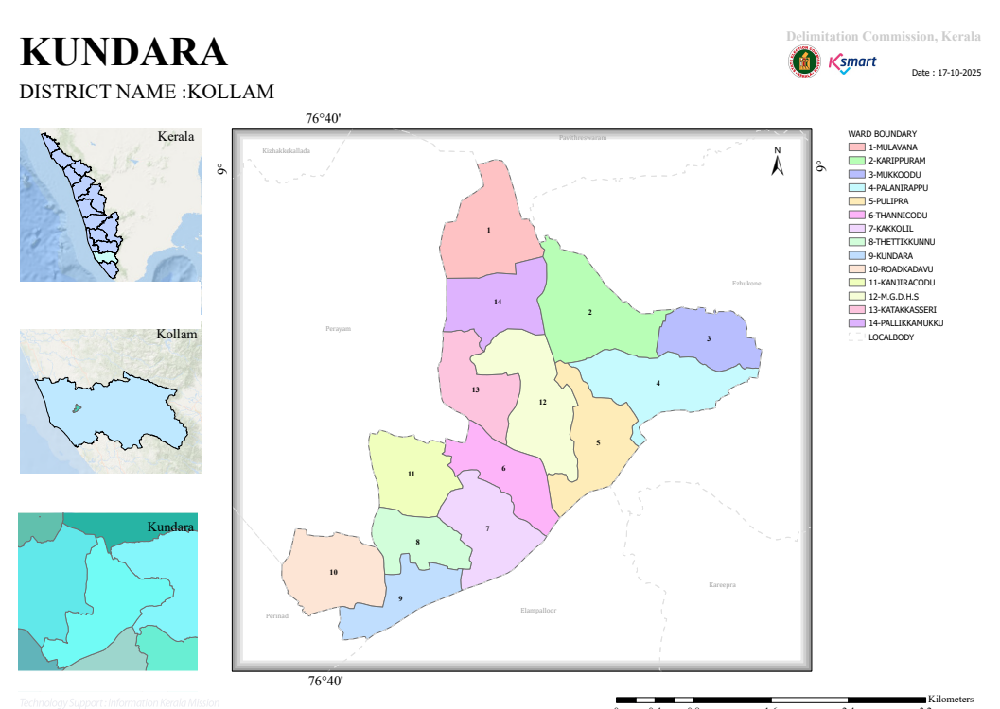 KUNDARA
DISTRICT NAME :KOLLAM
Delimitation Commission, Kerala
Ksmart
Date : 17-10-2025
Kerala
Kollam
Kundara
76°40'
9°
9°
N
Kizhakkekallada
Pavithreswaram
Ezhukone
Perayam
Perinad
Elampalloor
Kareepra
1
2
3
4
5
6
7
8
9
10
11
12
13
14
76°40'
WARD BOUNDARY
1-MULAVANA
2-KARIPPURAM
3-MUKKOODU
4-PALANIRAPPU
5-PULIPRA
6-THANNICODU
7-KAKKOLIL
8-THETTIKKUNNU
9-KUNDARA
10-ROADKADAVU
11-KANJIRACODU
12-M.G.D.H.S
13-KATAKKASSERI
14-PALLIKKAMUKKU
LOCALBODY
Kilometers
Technology Support : Information Kerala Mission